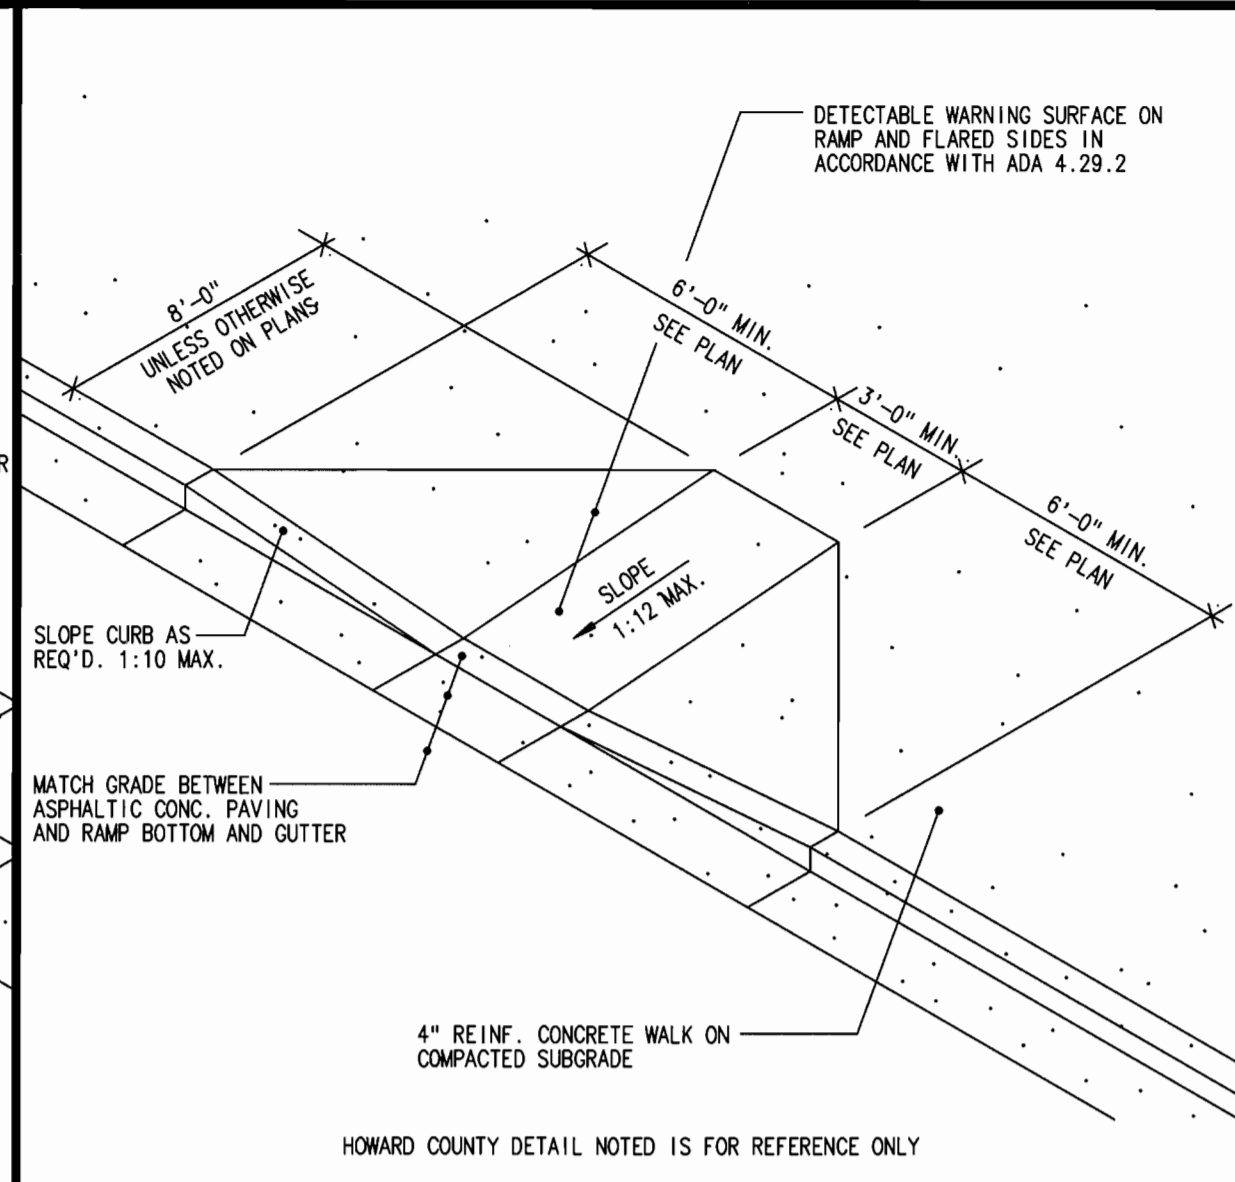 DETECTABLE WARNING SURFACE ON
RAMP AND FLARED SIDES IN
ACCORDANCE WITH ADA 4.29.2
8'-0"
UNLESS OTHERWISE
NOTED ON PLANS
6'-0" MIN.
SEE PLAN
3'-0" MIN.
SEE PLAN
6'-0" MIN.
SEE PLAN
R
SLOPE
1:12 MAX.
SLOPE CURB AS
REQ'D. 1:10 MAX.
MATCH GRADE BETWEEN
ASPHALTIC CONC. PAVING
AND RAMP BOTTOM AND GUTTER
4" REINF. CONCRETE WALK ON
COMPACTED SUBGRADE
HOWARD COUNTY DETAIL NOTED IS FOR REFERENCE ONLY